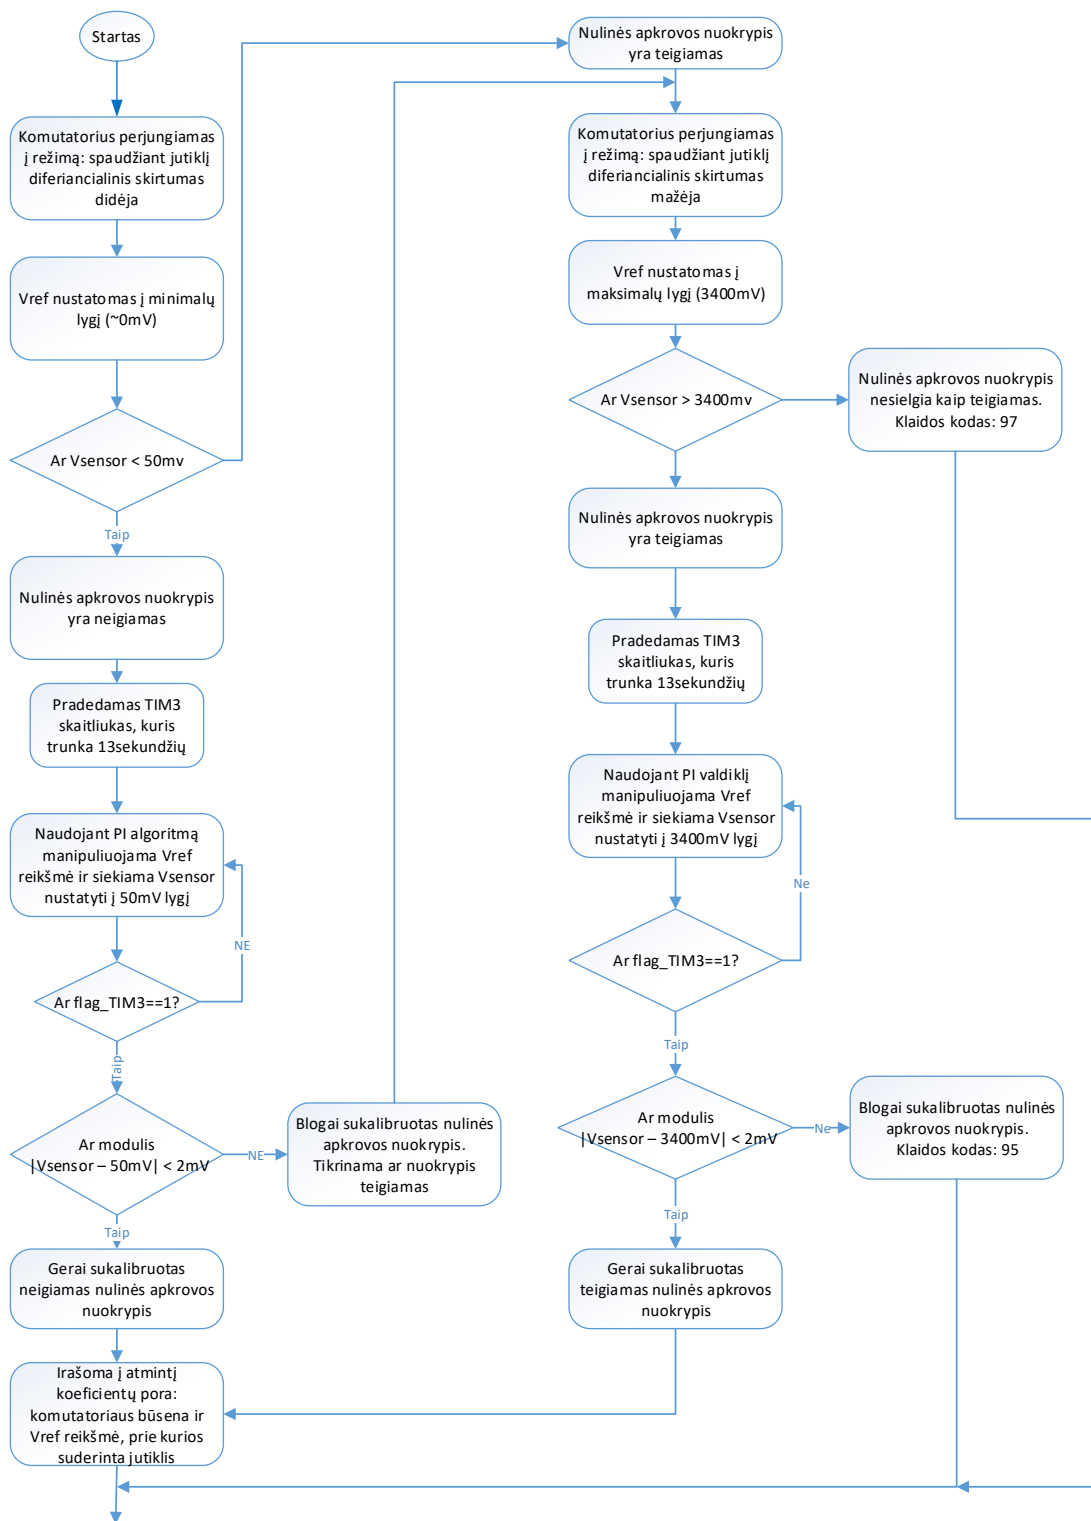 Startas
Komutatorius perjungiamas
į režimą: spaudžiant jutiklį
diferiancialinis skirtumas
didėja
Vref nustatomas į minimalų
lygį (~0mV)
Ar Vsensor < 50mv
Taip
Nulinės apkrovos nuokrypis
yra neigiamas
Pradedamas TIM3
skaitliukas, kuris
trunka 13sekundžių
Naudojant PI algoritmą
manipuliuojama Vref
reikšmė ir siekiama Vsensor
nustatyti į 50mV lygį
NE
Ar flag_TIM3==1?
Taip
Ar modulis
|Vsensor – 50mV| < 2mV
NE
Blogai sukalibruotas nulinės
apkrovos nuokrypis.
Tikrinama ar nuokrypis
teigiamas
Taip
Gerai sukalibruotas
neigiamas nulinės apkrovos
nuokrypis
Irašoma į atmintį
koeficientų pora:
komutatoriaus būsena ir
Vref reikšmė, prie kurios
suderinta jutiklis
Nulinės apkrovos nuokrypis
yra teigiamas
Komutatorius perjungiamas
į režimą: spaudžiant jutiklį
diferiancialinis skirtumas
mažėja
Vref nustatomas į
maksimalų lygį (3400mV)
Ar Vsensor > 3400mv
Nulinės apkrovos nuokrypis
nesielgia kaip teigiamas.
Klaidos kodas: 97
Nulinės apkrovos nuokrypis
yra teigiamas
Pradedamas TIM3
skaitliukas, kuris
trunka 13sekundžių
Naudojant PI valdiklį
manipuliuojama Vref
reikšmė ir siekiama Vsensor
nustatyti į 3400mV lygį
Ne
Ar flag_TIM3==1?
Taip
Ar modulis
|Vsensor – 3400mV| < 2mV
Ne
Blogai sukalibruotas nulinės
apkrovos nuokrypis.
Klaidos kodas: 95
Taip
Gerai sukalibruotas
teigiamas nulinės apkrovos
nuokrypis